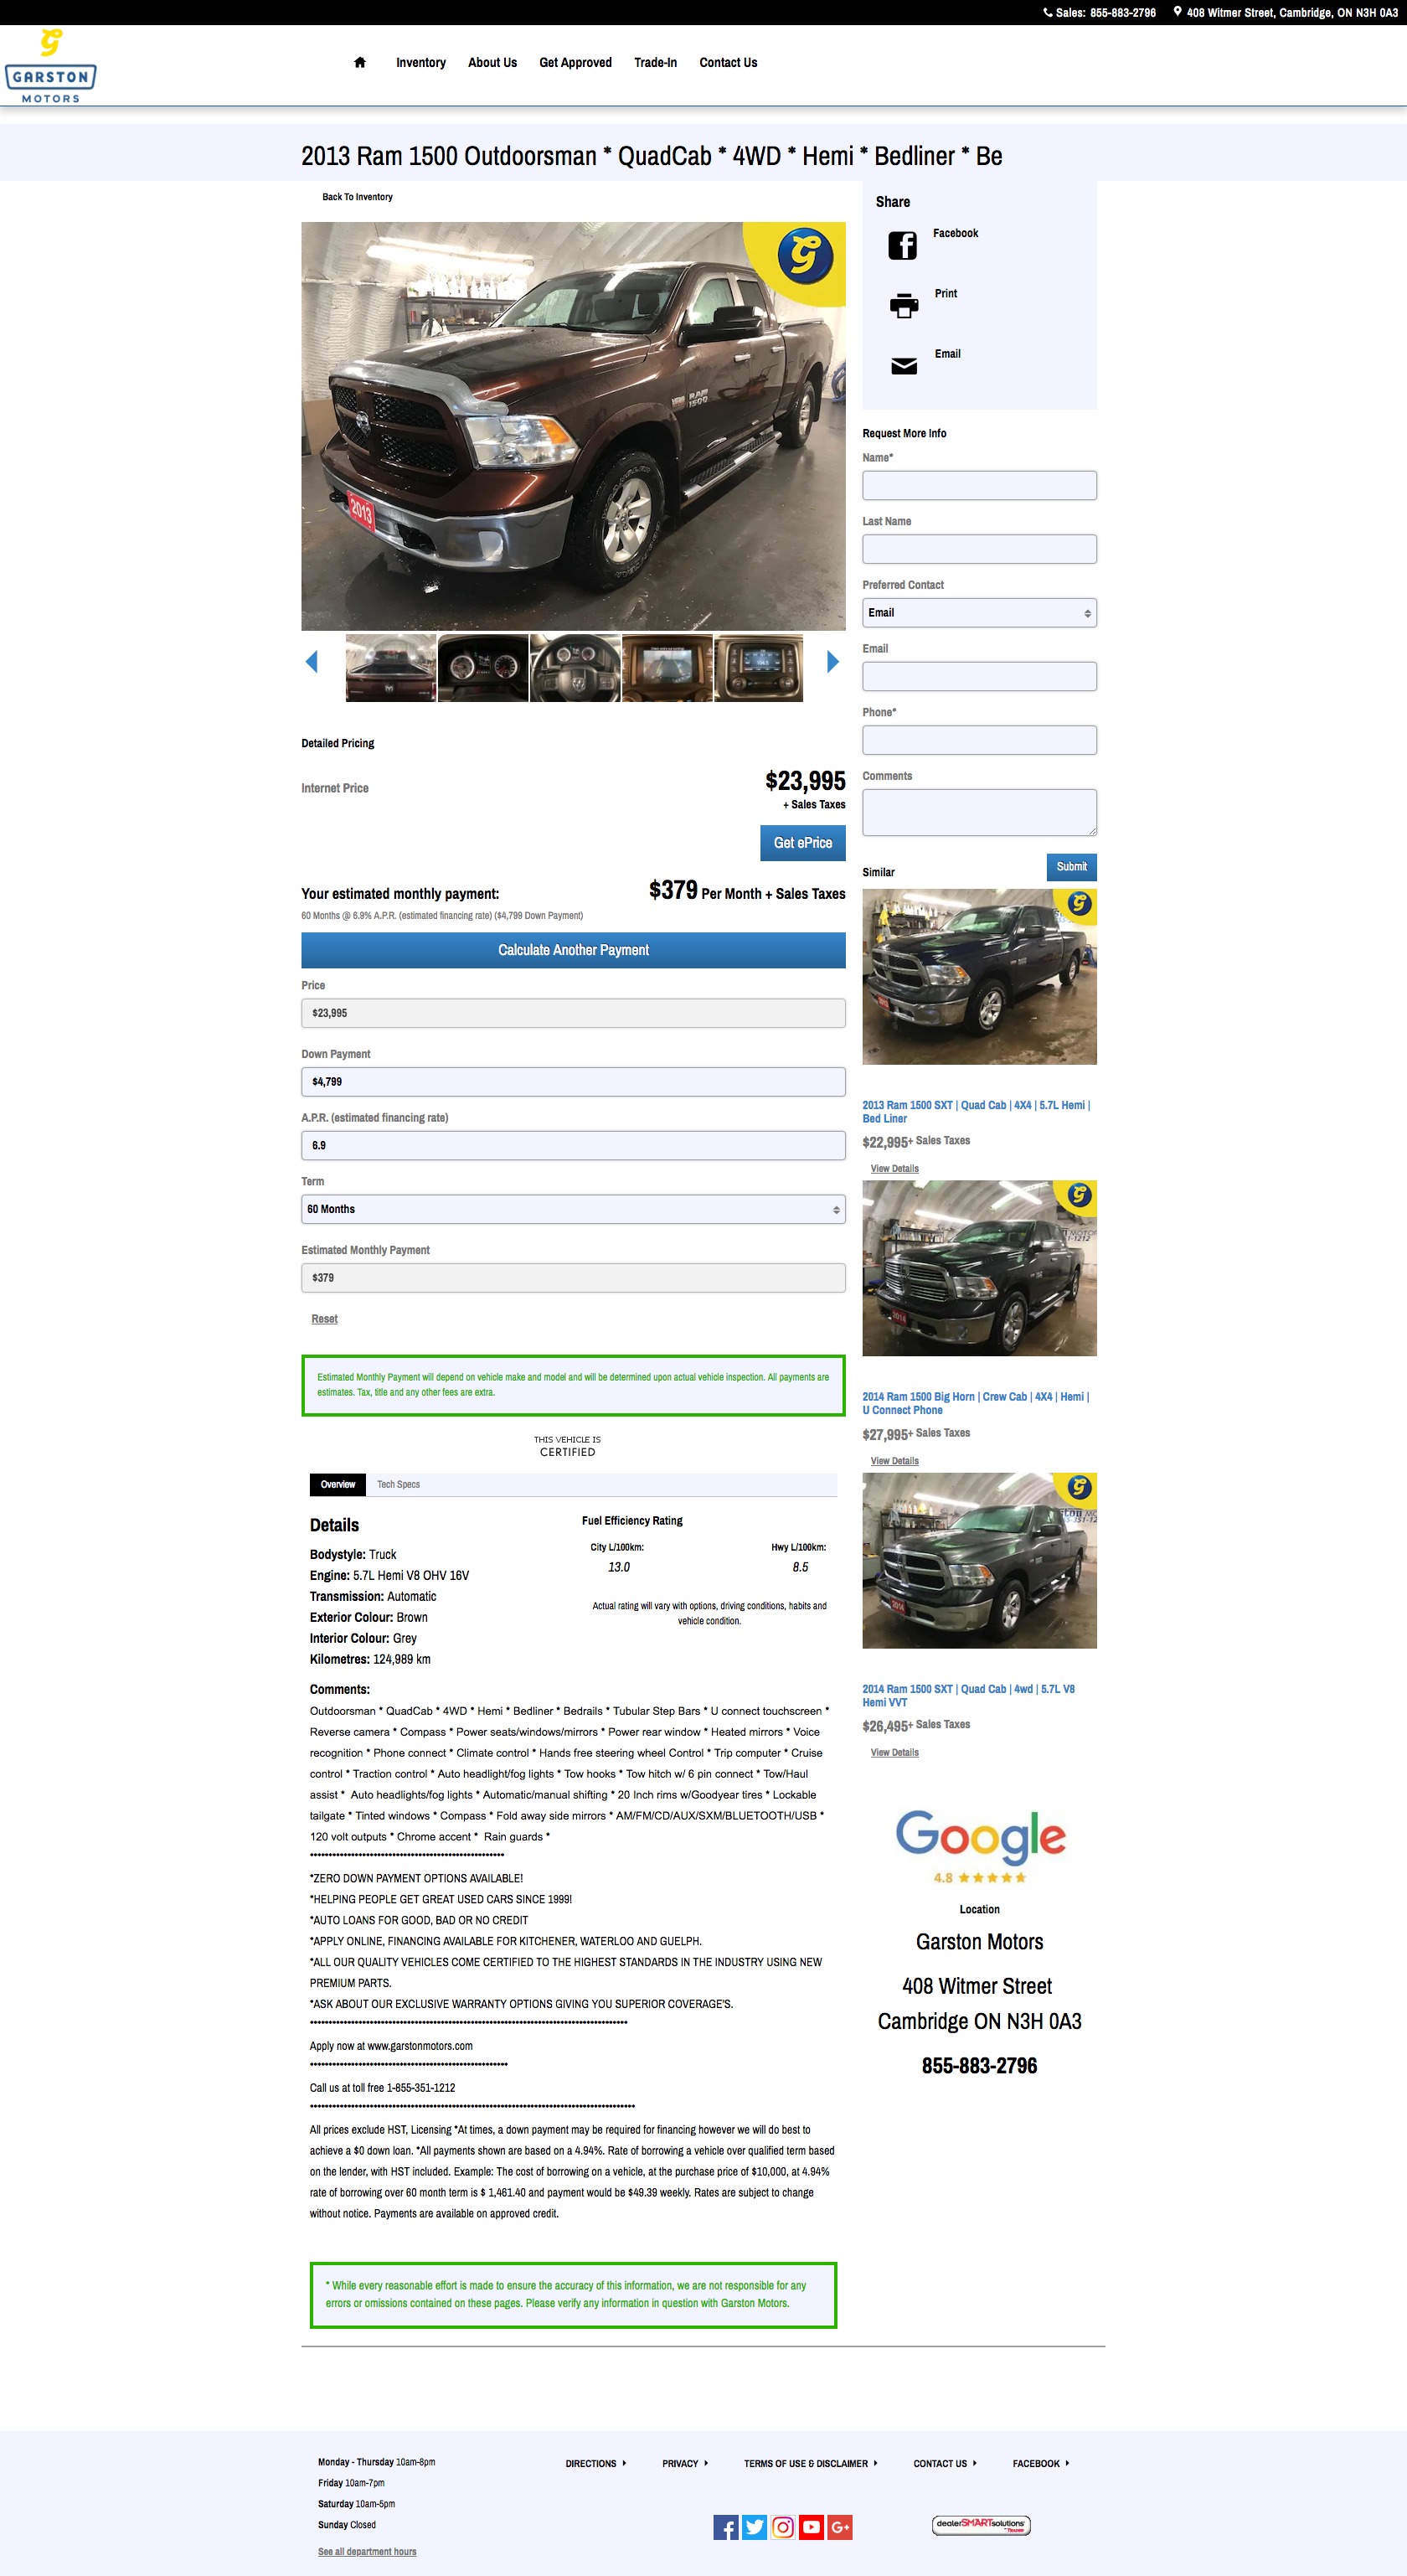 Sales: 855-883-2796 408 Witmer Street, Cambridge, ON N3H 0A3
G
GARSTON
MOTORS
Inventory About Us Get Approved Trade-In Contact Us
2013 Ram 1500 Outdoorsman * QuadCab * 4WD * Hemi * Bedliner * Be
Back To Inventory
G
RAM
1500
2013
Share
Facebook
Print
Email
Request More Info
Name*
Last Name
Preferred Contact
Email
Email
Phone*
Comments
Submit
Detailed Pricing
Internet Price
$23,995
+ Sales Taxes
Get ePrice
Your estimated monthly payment: $379 Per Month + Sales Taxes
60 Months @ 6.9% A.P.R. (estimated financing rate) ($4,799 Down Payment)
Calculate Another Payment
Price
$23,995
Down Payment
$4,799
A.P.R. (estimated financing rate)
6.9
Term
60 Months
Estimated Monthly Payment
$379
Reset
Estimated Monthly Payment will depend on vehicle make and model and will be determined upon actual vehicle inspection. All payments are
estimates. Tax, title and any other fees are extra.
THIS VEHICLE IS
CERTIFIED
Overview Tech Specs
Details
Bodystyle: Truck
Engine: 5.7L Hemi V8 OHV 16V
Transmission: Automatic
Exterior Colour: Brown
Interior Colour: Grey
Kilometres: 124,989 km
Fuel Efficiency Rating
City L/100km: Hwy L/100km:
13.0 8.5
Actual rating will vary with options, driving conditions, habits and
vehicle condition.
Comments:
Outdoorsman * QuadCab * 4WD * Hemi * Bedliner * Bedrails * Tubular Step Bars * U connect touchscreen *
Reverse camera * Compass * Power seats/windows/mirrors * Power rear window * Heated mirrors * Voice
recognition * Phone connect * Climate control * Hands free steering wheel Control * Trip computer * Cruise
control * Traction control * Auto headlight/fog lights * Tow hooks * Tow hitch w/ 6 pin connect * Tow/Haul
assist * Auto headlights/fog lights * Automatic/manual shifting * 20 Inch rims w/Goodyear tires * Lockable
tailgate * Tinted windows * Compass * Fold away side mirrors * AM/FM/CD/AUX/SXM/BLUETOOTH/USB *
120 volt outputs * Chrome accent * Rain guards *
*ZERO DOWN PAYMENT OPTIONS AVAILABLE!
*HELPING PEOPLE GET GREAT USED CARS SINCE 1999!
*AUTO LOANS FOR GOOD, BAD OR NO CREDIT
*APPLY ONLINE, FINANCING AVAILABLE FOR KITCHENER, WATERLOO AND GUELPH.
*ALL OUR QUALITY VEHICLES COME CERTIFIED TO THE HIGHEST STANDARDS IN THE INDUSTRY USING NEW
PREMIUM PARTS.
*ASK ABOUT OUR EXCLUSIVE WARRANTY OPTIONS GIVING YOU SUPERIOR COVERAGE'S.
Apply now at www.garstonmotors.com
Call us at toll free 1-855-351-1212
All prices exclude HST, Licensing *At times, a down payment may be required for financing however we will do best to
achieve a $0 down loan. *All payments shown are based on a 4.94%. Rate of borrowing a vehicle over qualified term based
on the lender, with HST included. Example: The cost of borrowing on a vehicle, at the purchase price of $10,000, at 4.94%
rate of borrowing over 60 month term is $ 1,461.40 and payment would be $49.39 weekly. Rates are subject to change
without notice. Payments are available on approved credit.
* While every reasonable effort is made to ensure the accuracy of this information, we are not responsible for any
errors or omissions contained on these pages. Please verify any information in question with Garston Motors.
Similar
G
2013 Ram 1500 SXT | Quad Cab | 4X4 | 5.7L Hemi |
Bed Liner
$22,995+ Sales Taxes
View Details
G
2014
2014 Ram 1500 Big Horn | Crew Cab | 4X4 | Hemi |
U Connect Phone
$27,995+ Sales Taxes
View Details
G
2014
2014 Ram 1500 SXT | Quad Cab | 4wd | 5.7L V8
Hemi VVT
$26,495+ Sales Taxes
View Details
Google
4.8
Location
Garston Motors
408 Witmer Street
Cambridge ON N3H 0A3
855-883-2796
Monday - Thursday 10am-8pm
Friday 10am-7pm
Saturday 10am-5pm
Sunday Closed
See all department hours
DIRECTIONS PRIVACY TERMS OF USE & DISCLAIMER CONTACT US FACEBOOK
dealerSMARTsolutions